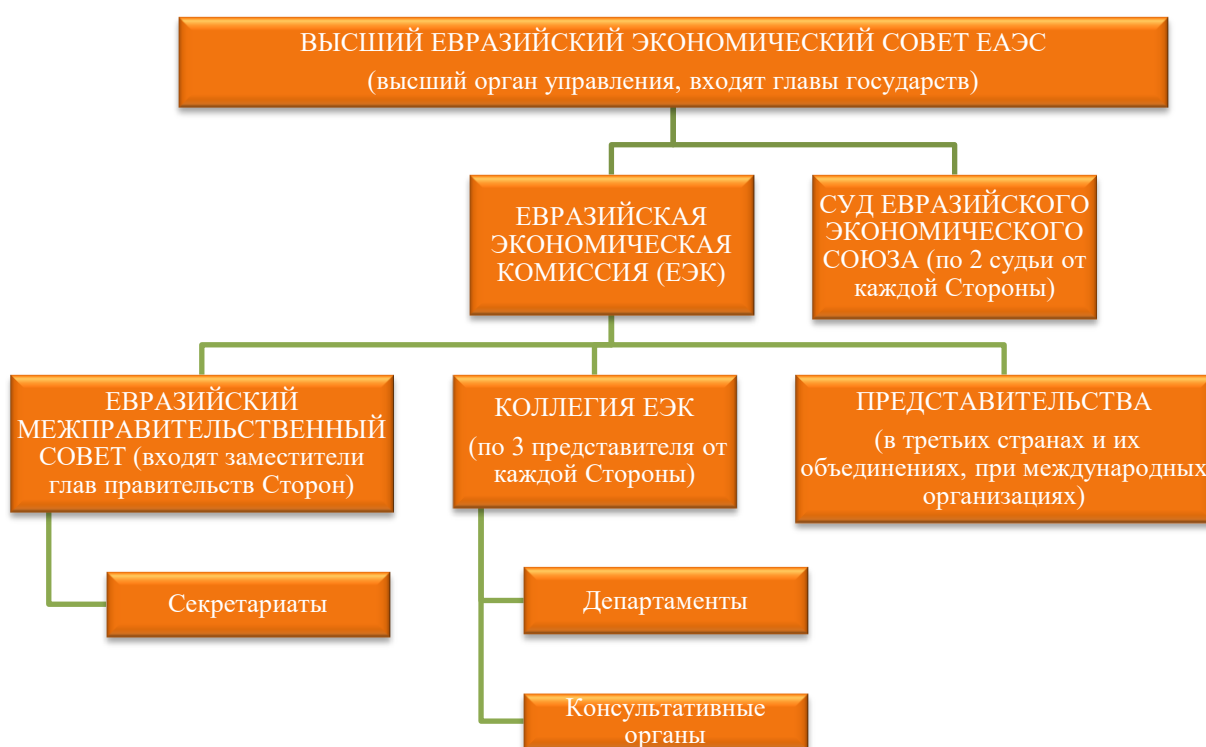 ВЫСШИЙ ЕВРАЗИЙСКИЙ ЭКОНОМИЧЕСКИЙ СОВЕТ ЕАЭС
(высший орган управления, входят главы государств)
ЕВРАЗИЙСКАЯ
ЭКОНОМИЧЕСКАЯ
КОМИССИЯ (ЕЭК)
СУД ЕВРАЗИЙСКОГО
ЭКОНОМИЧЕСКОГО
СОЮЗА (по 2 судьи от
каждой Стороны)
ЕВРАЗИЙСКИЙ
МЕЖПРАВИТЕЛЬСТВЕННЫЙ
СОВЕТ (входят заместители
глав правительств Сторон)
КОЛЛЕГИЯ ЕЭК
(по 3 представителя от
каждой Стороны)
ПРЕДСТАВИТЕЛЬСТВА
(в третьих странах и их
объединениях, при международных
организациях)
Секретариаты
Департаменты
Консультативные
органы